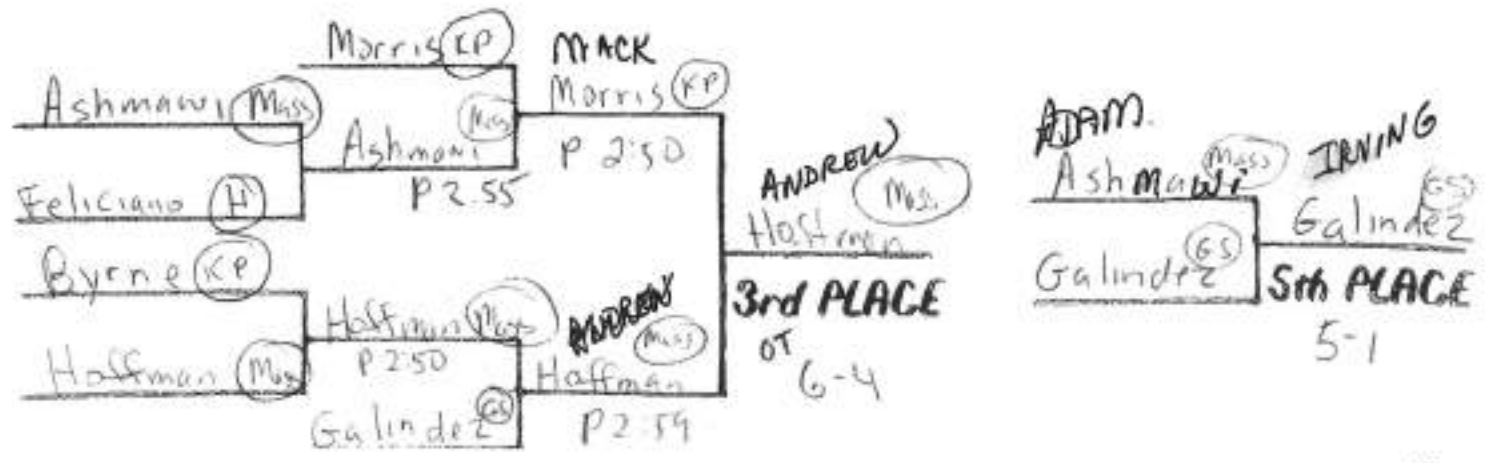 Morris KP
MACK
Ashmawi Mass
Morris KP
Ashmawi Mass
P 2:50
P 2:55
Feliciano H
ANDREW
Mass
Hoffman
3rd PLACE
OT
6-4
Byrne KP
Hoffman Mass
P 2:50
ANDREW
Mass
Hoffman Mass
Hoffman
Galindez GS
P 2:59
ADAM.
Ashmawi Mass
IRVING
Galindez GS
Galindez GS
5th PLACE
5-1